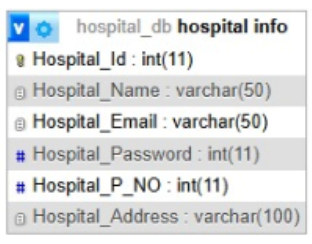 v hospital_db hospital info
Hospital_Id : int(11)
Hospital_Name : varchar(50)
Hospital_Email : varchar(50)
# Hospital_Password : int(11)
# Hospital_P_NO : int(11)
Hospital_Address : varchar(100)